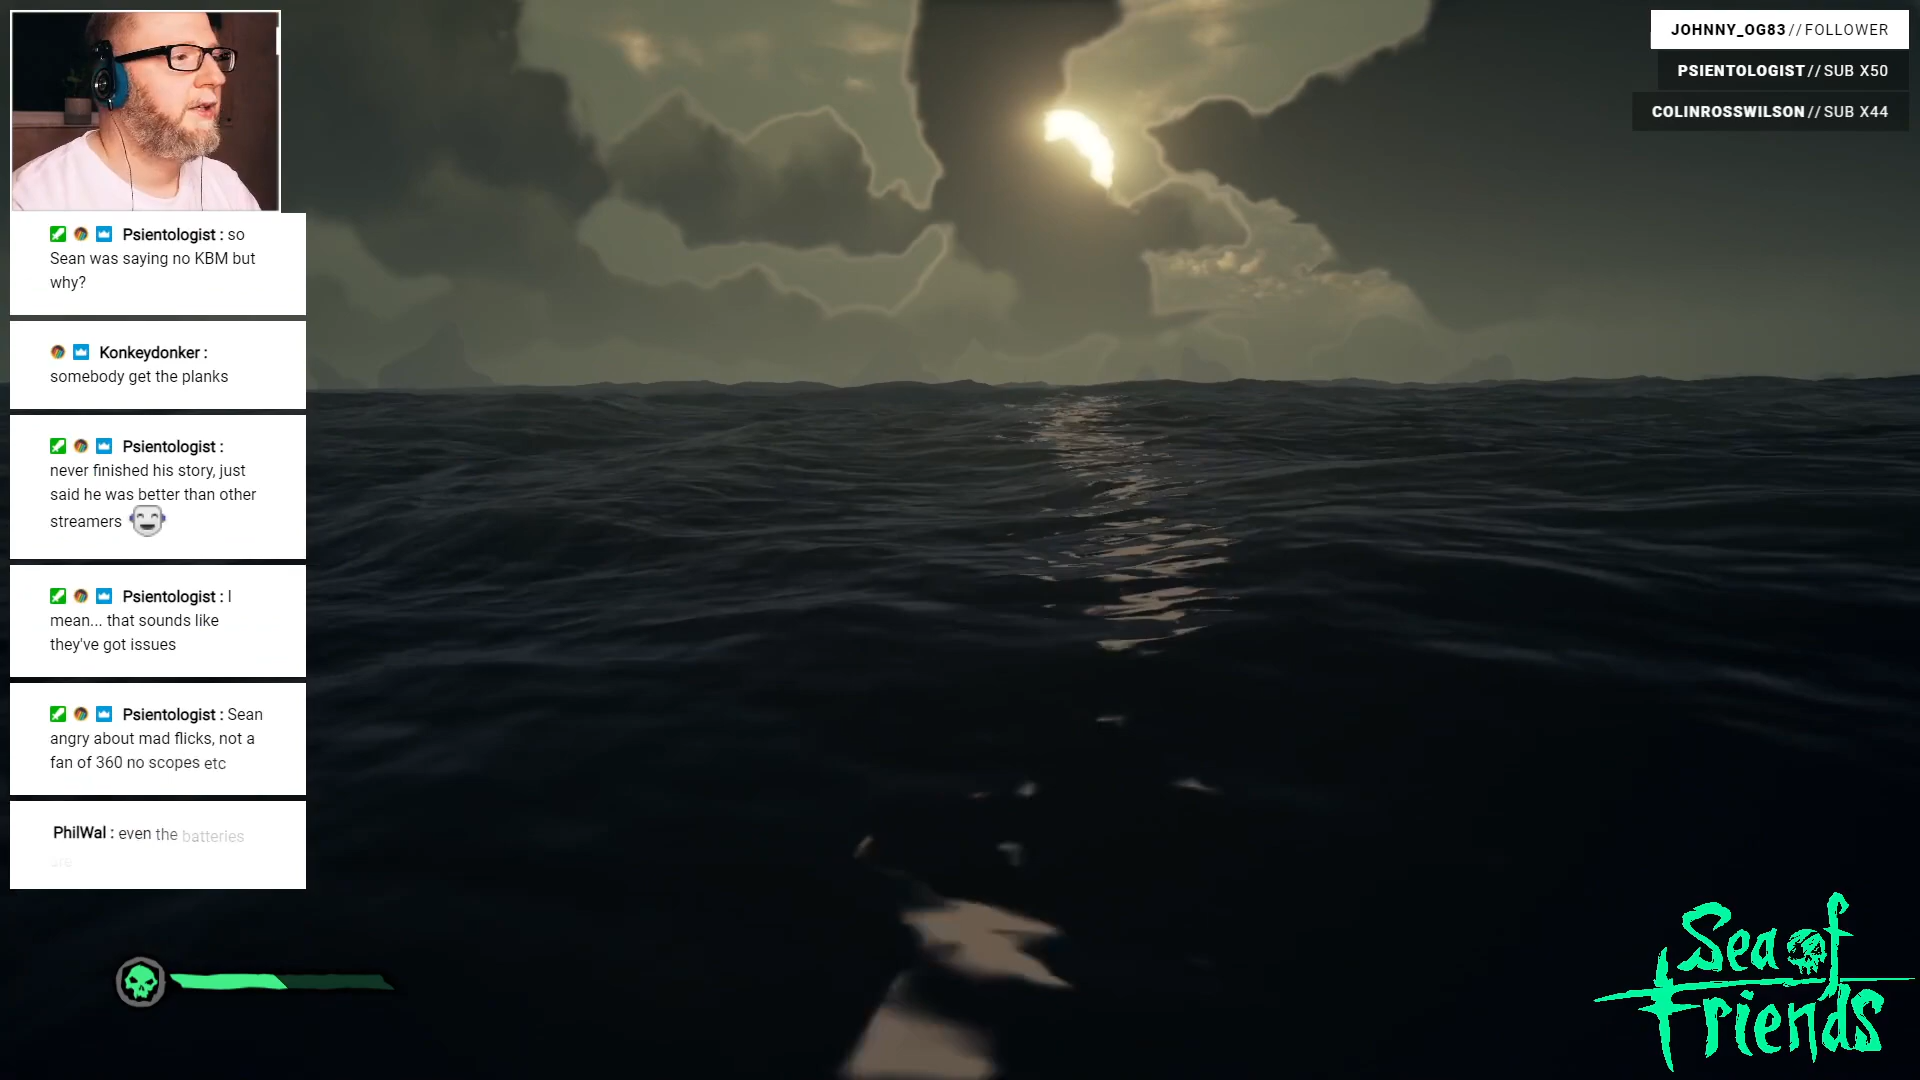 JOHNNY_OG83//FOLLOWER
PSIENTOLOGIST//SUB X50
COLINROSSWILSON//SUB X44
Psientologist : so
Sean was saying no KBM but
why?
Konkeydonker :
somebody get the planks
Psientologist :
never finished his story, just
said he was better than other
streamers
Psientologist : I
mean... that sounds like
they've got issues
Psientologist : Sean
angry about mad flicks, not a
fan of 360 no scopes etc
PhilWal : even the batteries
are
Sea of
Friends